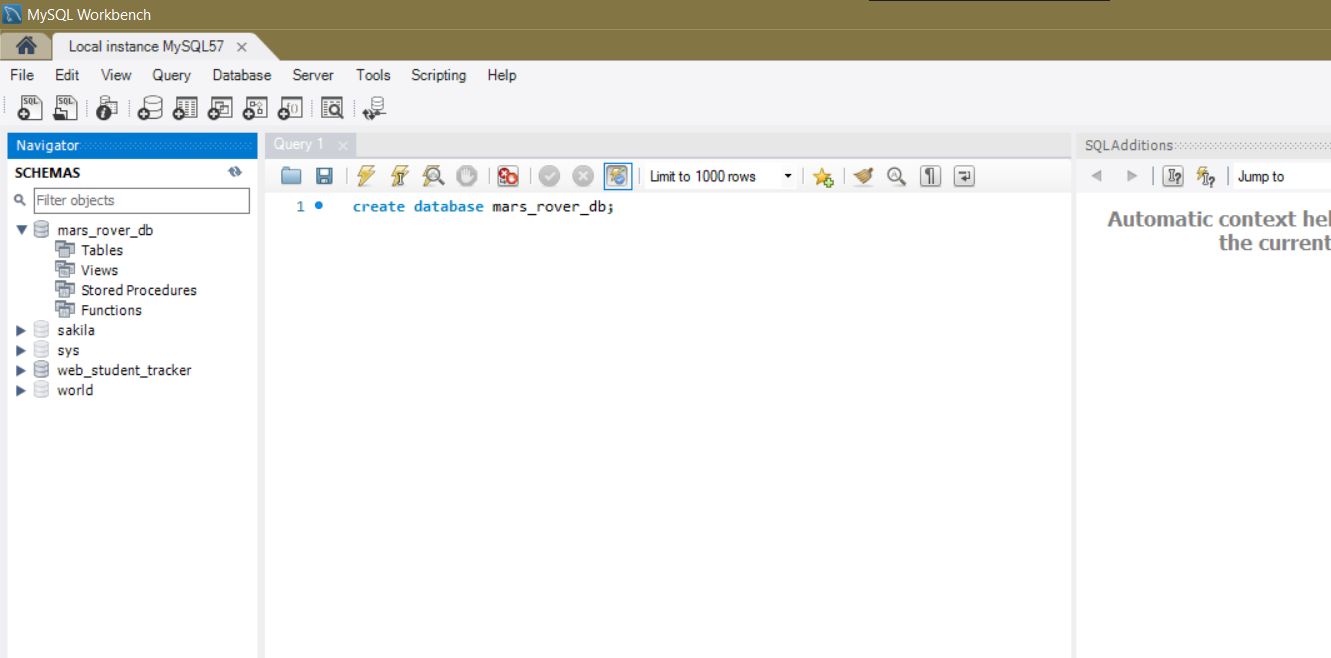 MySQL Workbench
Local instance MySQL57
File Edit View Query Database Server Tools Scripting Help
SQL SQL
Navigator
SCHEMAS
Filter objects
mars_rover_db
Tables
Views
Stored Procedures
Functions
sakila
sys
web_student_tracker
world
Query 1
Limit to 1000 rows
1 create database mars_rover_db;
SQLAdditions
Jump to
Automatic context hel
the current